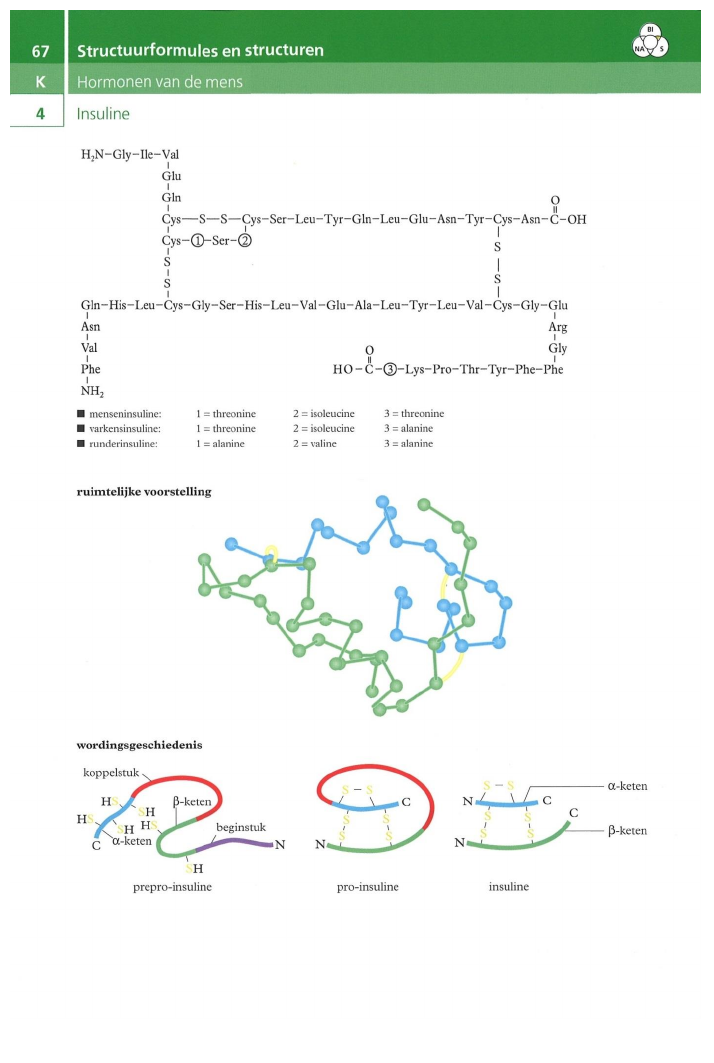 67 Structuurformules en structuren
BI
NA S
K Hormonen van de mens
4 Insuline
H₂N–Gly–Ile–Val
Glu
Gln
Cys—S—S—Cys–Ser–Leu–Tyr–Gln–Leu–Glu–Asn–Tyr–Cys–Asn–C–OH
O
Cys–①–Ser–②
S
S
S
S
Gln–His–Leu–Cys–Gly–Ser–His–Leu–Val–Glu–Ala–Leu–Tyr–Leu–Val–Cys–Gly–Glu
Asn
Arg
Val
O
Gly
Phe
HO–C–③–Lys–Pro–Thr–Tyr–Phe–Phe
NH₂
menseninsuline: 1 = threonine 2 = isoleucine 3 = threonine
varkensinsuline: 1 = threonine 2 = isoleucine 3 = alanine
runderinsuline: 1 = alanine 2 = valine 3 = alanine
ruimtelijke voorstelling
wordingsgeschiedenis
koppelstuk
HS
SH
β-keten
HS
SH
HS
beginstuk
C
α-keten
N
SH
prepro-insuline
S – S
C
S
S
S
S
N
pro-insuline
S – S
α-keten
N
C
C
S
S
S
S
β-keten
N
insuline